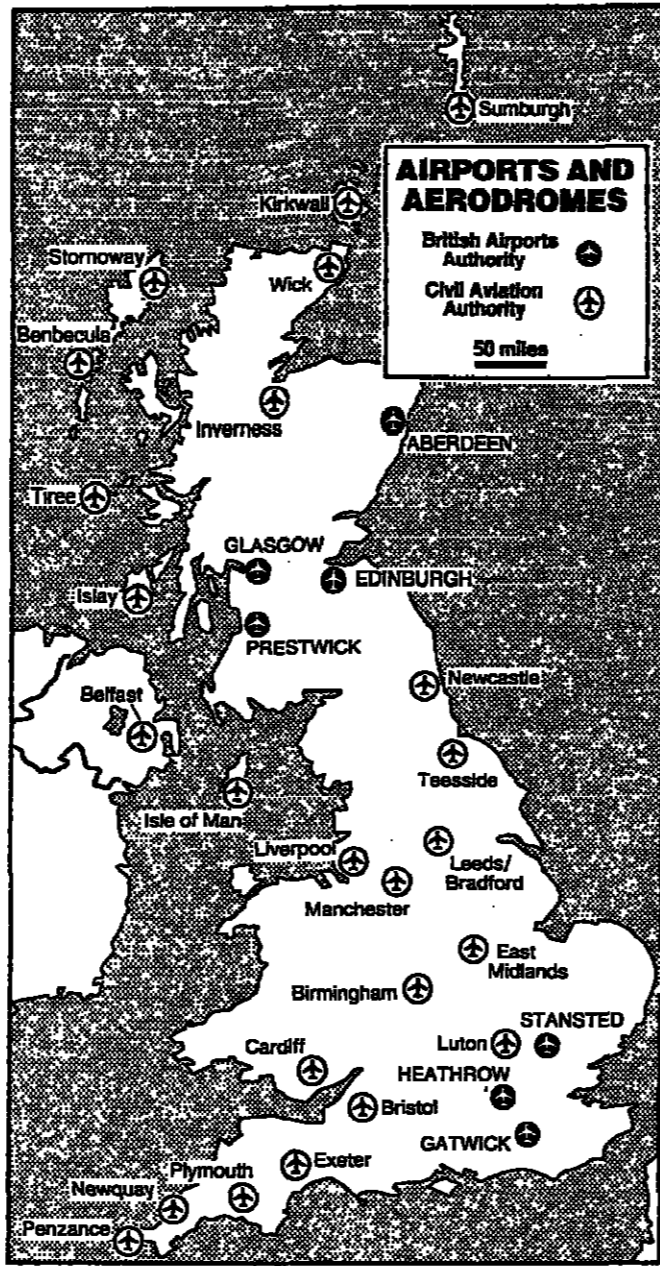 Sumburgh
AIRPORTS AND
AERODROMES
British Airports
Authority
Civil Aviation
Authority
50 miles
Kirkwall
Stornoway
Wick
Benbecula
Inverness
ABERDEEN
Tiree
GLASGOW
EDINBURGH
Islay
PRESTWICK
Newcastle
Belfast
Teesside
Isle of Man
Liverpool
Leeds/
Bradford
Manchester
East
Midlands
Birmingham
STANSTED
Luton
Cardiff
HEATHROW
Bristol
GATWICK
Exeter
Plymouth
Newquay
Penzance